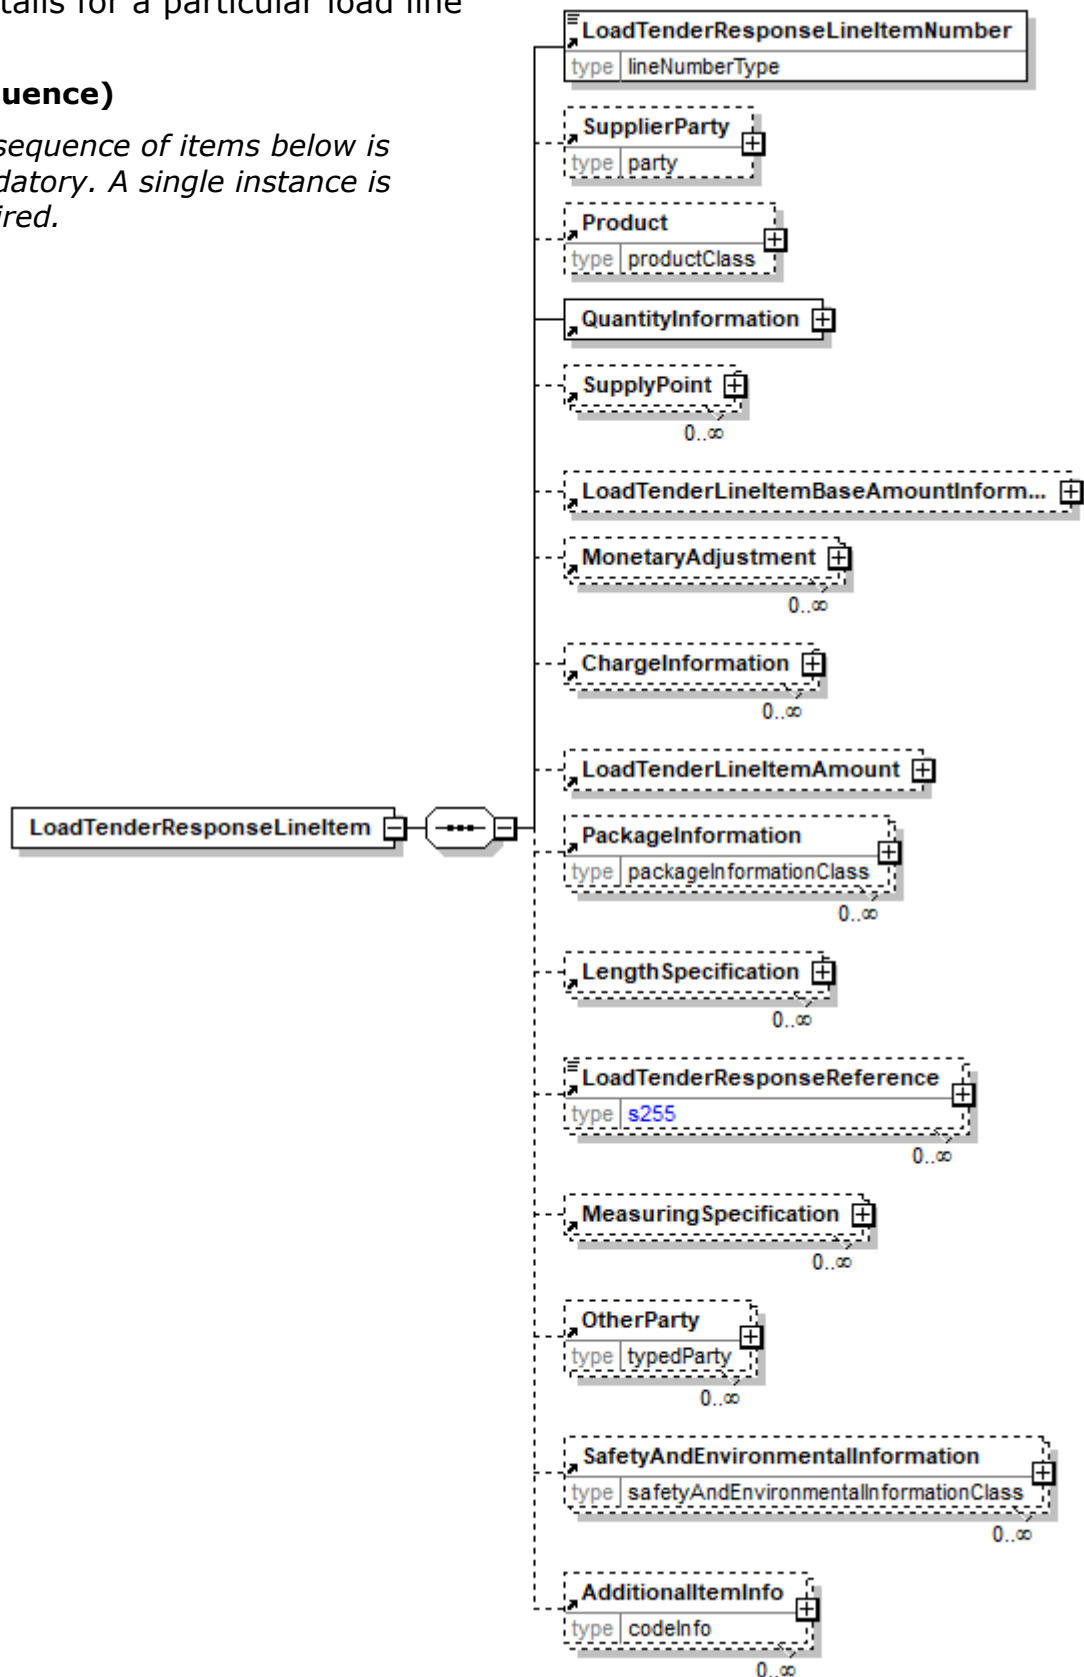 tails for a particular load line
uence)
sequence of items below is
datory. A single instance is
ired.
LoadTenderResponseLineItemNumber
type lineNumberType
SupplierParty
type party
Product
type productClass
QuantityInformation
SupplyPoint
0..∞
LoadTenderLineItemBaseAmountInform...
MonetaryAdjustment
0..∞
ChargeInformation
0..∞
LoadTenderLineItemAmount
LoadTenderResponseLineItem
PackageInformation
type packageInformationClass
0..∞
LengthSpecification
0..∞
LoadTenderResponseReference
type s255
0..∞
MeasuringSpecification
0..∞
OtherParty
type typedParty
0..∞
SafetyAndEnvironmentalInformation
type safetyAndEnvironmentalInformationClass
0..∞
AdditionalItemInfo
type codeInfo
0..∞